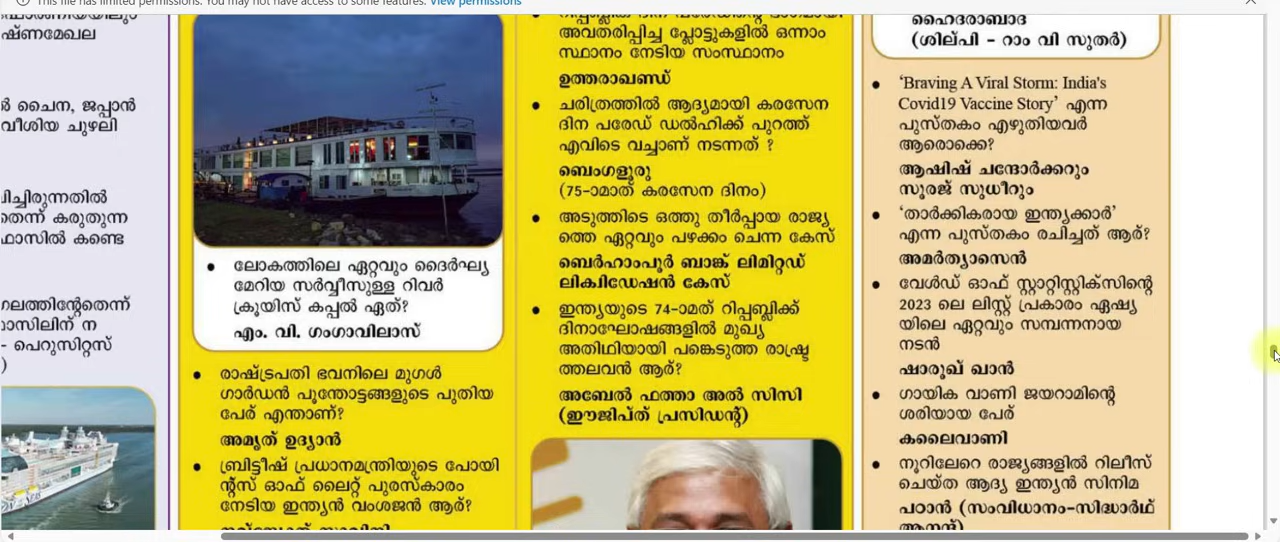 This file has limited permissions. You may not have access to some features. View permissions
ഷ്ണമേഖല
ൽ ചൈന, ജപ്പാൻ
വീശിയ ചുഴലി
പിച്ചിരുന്നതിൽ
തെന്ന് കരുതുന്ന
ഫാസിൽ കണ്ടെ
ഗലത്തിന്റേതെന്ന്
ഫാസിലിന് ന
- പെറുസിറ്റസ്
)
• ലോകത്തിലെ ഏറ്റവും ദൈർഘ്യ
മേറിയ സർവ്വീസുള്ള റിവർ
ക്രൂയിസ് കപ്പൽ ഏത്?
എം. വി. ഗംഗാവിലാസ്
• രാഷ്ട്രപതി ഭവനിലെ മുഗൾ
ഗാർഡൻ പൂന്തോട്ടങ്ങളുടെ പുതിയ
പേര് എന്താണ്?
അമൃത് ഉദ്യാൻ
• ബ്രിട്ടീഷ് പ്രധാനമന്ത്രിയുടെ പോയി
ന്റ്സ് ഓഫ് ലൈറ്റ് പുരസ്കാരം
നേടിയ ഇന്ത്യൻ വംശജൻ ആര്?
അവതരിപ്പിച്ച പ്ലോട്ടുകളിൽ ഒന്നാം
സ്ഥാനം നേടിയ സംസ്ഥാനം
ഉത്തരാഖണ്ഡ്
• ചരിത്രത്തിൽ ആദ്യമായി കരസേന
ദിന പരേഡ് ഡൽഹിക്ക് പുറത്ത്
എവിടെ വച്ചാണ് നടന്നത് ?
ബെംഗളൂരു
(75-ാമത് കരസേന ദിനം)
• അടുത്തിടെ ഒത്തു തീർപ്പായ രാജ്യ
ത്തെ ഏറ്റവും പഴക്കം ചെന്ന കേസ്
ബെർഹാംപൂർ ബാങ്ക് ലിമിറ്റഡ്
ലിക്വിഡേഷൻ കേസ്
• ഇന്ത്യയുടെ 74-ാമത് റിപ്പബ്ലിക്ക്
ദിനാഘോഷങ്ങളിൽ മുഖ്യ
അതിഥിയായി പങ്കെടുത്ത രാഷ്ട്ര
ത്തലവൻ ആര്?
അബേൽ ഫത്താ അൽ സിസി
(ഈജിപ്ത് പ്രസിഡന്റ്)
ഹൈദരാബാദ്
(ശില്പി - റാം വി സുതർ)
• 'Braving A Viral Storm: India's
Covid19 Vaccine Story' എന്ന
പുസ്തകം എഴുതിയവർ
ആരൊക്കെ?
ആഷിഷ് ചന്ദോർക്കറും
സൂരജ് സുധീറും
• 'താർക്കികരായ ഇന്ത്യക്കാർ'
എന്ന പുസ്തകം രചിച്ചത് ആര്?
അമർത്യാസെൻ
• വേൾഡ് ഓഫ് സ്റ്റാറ്റിസ്റ്റിക്സിന്റെ
2023 ലെ ലിസ്റ്റ് പ്രകാരം ഏഷ്യ
യിലെ ഏറ്റവും സമ്പന്നനായ
നടൻ
ഷാരൂഖ് ഖാൻ
• ഗായിക വാണി ജയറാമിന്റെ
ശരിയായ പേര്
കലൈവാണി
• നൂറിലേറെ രാജ്യങ്ങളിൽ റിലീസ്
ചെയ്ത ആദ്യ ഇന്ത്യൻ സിനിമ
പഠാൻ (സംവിധാനം-സിദ്ധാർഥ്
ആനന്ദ്)